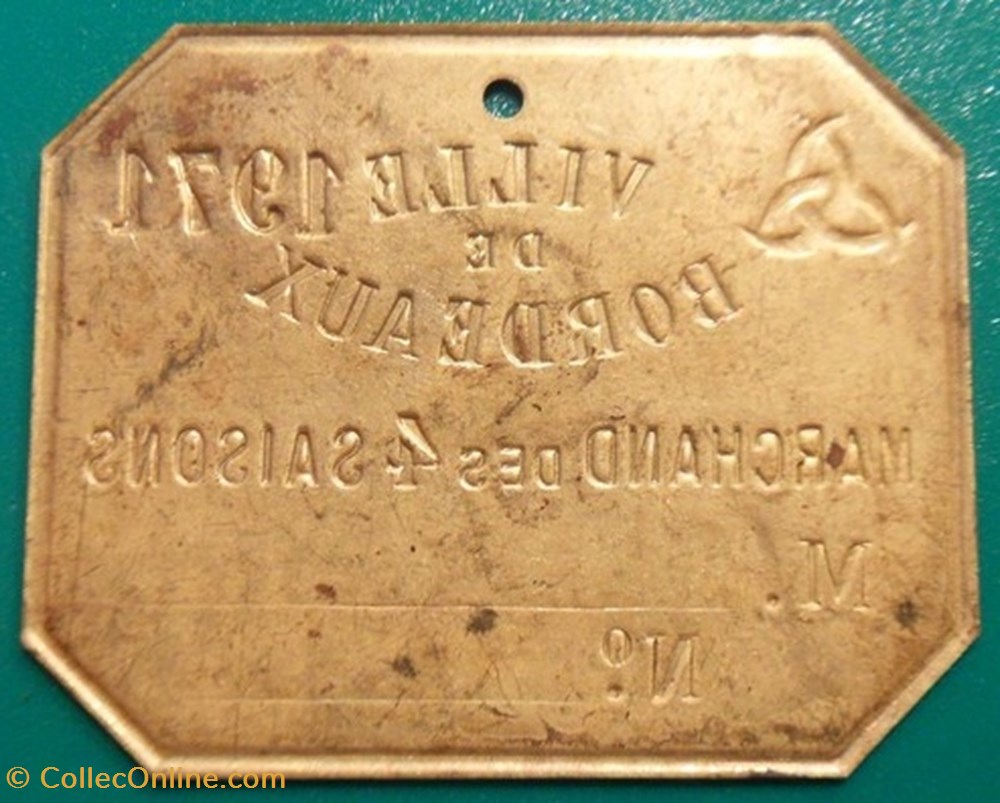 VILLE 1971
DE
BORDEAUX
MARCHAND DES 4 SAISONS
M.
Nº.
© CollecOnline.com